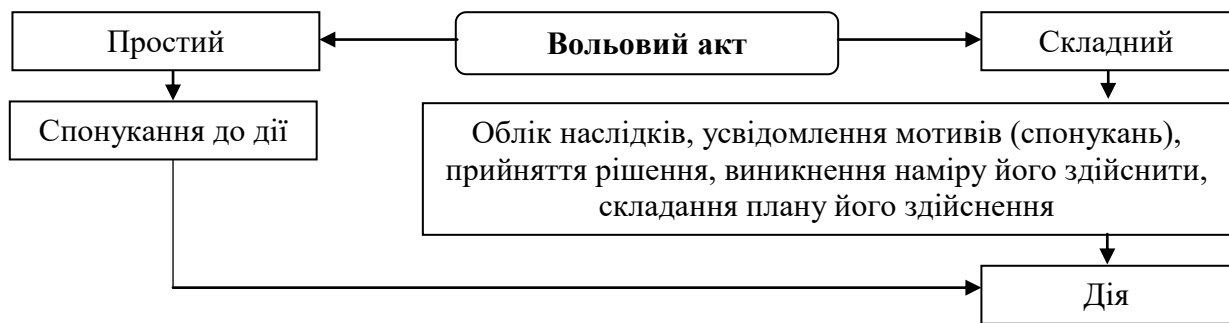 Простий
Вольовий акт
Складний
Спонукання до дії
Облік наслідків, усвідомлення мотивів (спонукань),
прийняття рішення, виникнення наміру його здійснити,
складання плану його здійснення
Дія